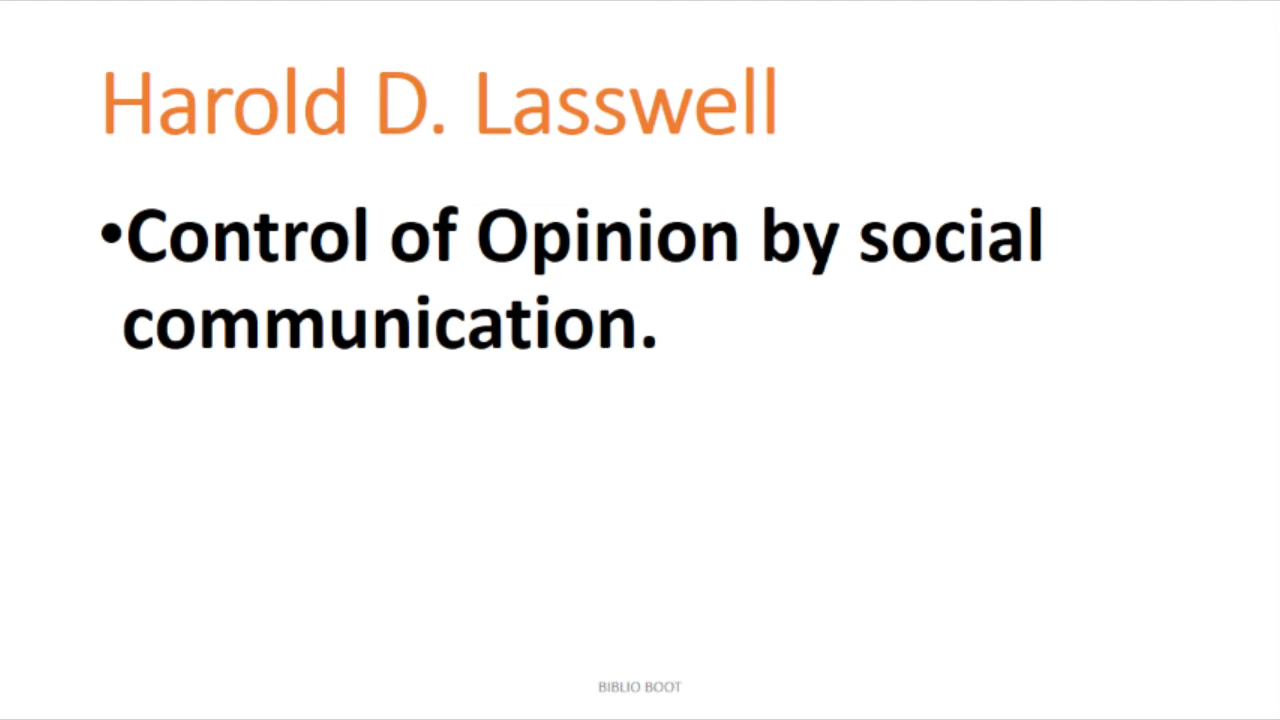 Harold D. Lasswell
•Control of Opinion by social
communication.
BIBLIO BOOT